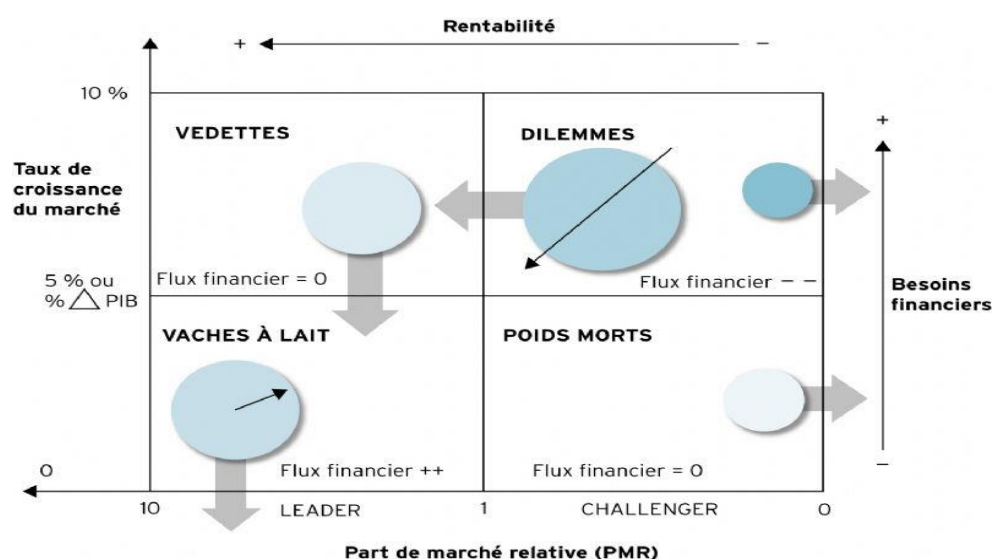 Rentabilité
+
−
10 %
VEDETTES
DILEMMES
+
Taux de
croissance
du marché
5 % ou
% △ PIB
Flux financier = 0
Flux financier − −
Besoins
financiers
VACHES À LAIT
POIDS MORTS
0
Flux financier ++
Flux financier = 0
−
10
LEADER
1
CHALLENGER
0
Part de marché relative (PMR)